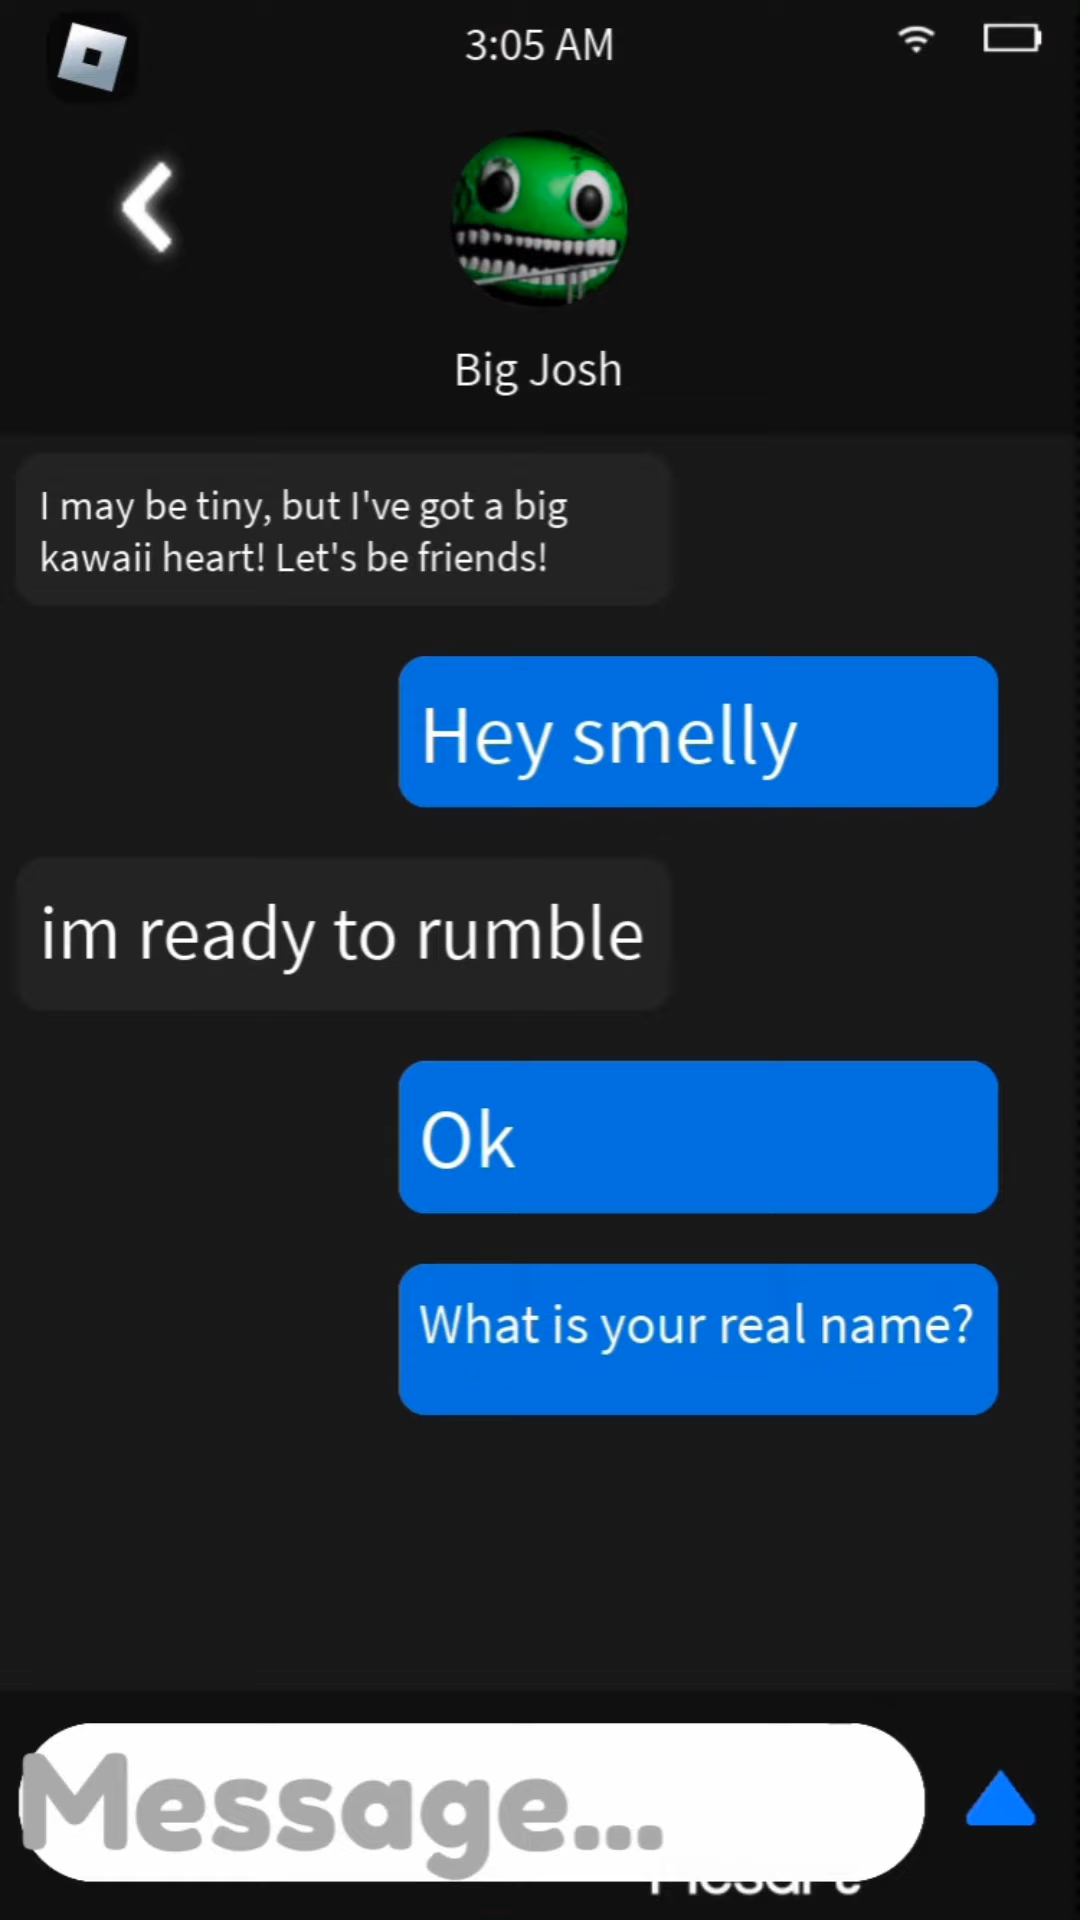 3:05 AM
Big Josh
I may be tiny, but I've got a big
kawaii heart! Let's be friends!
Hey smelly
im ready to rumble
Ok
What is your real name?
Message...